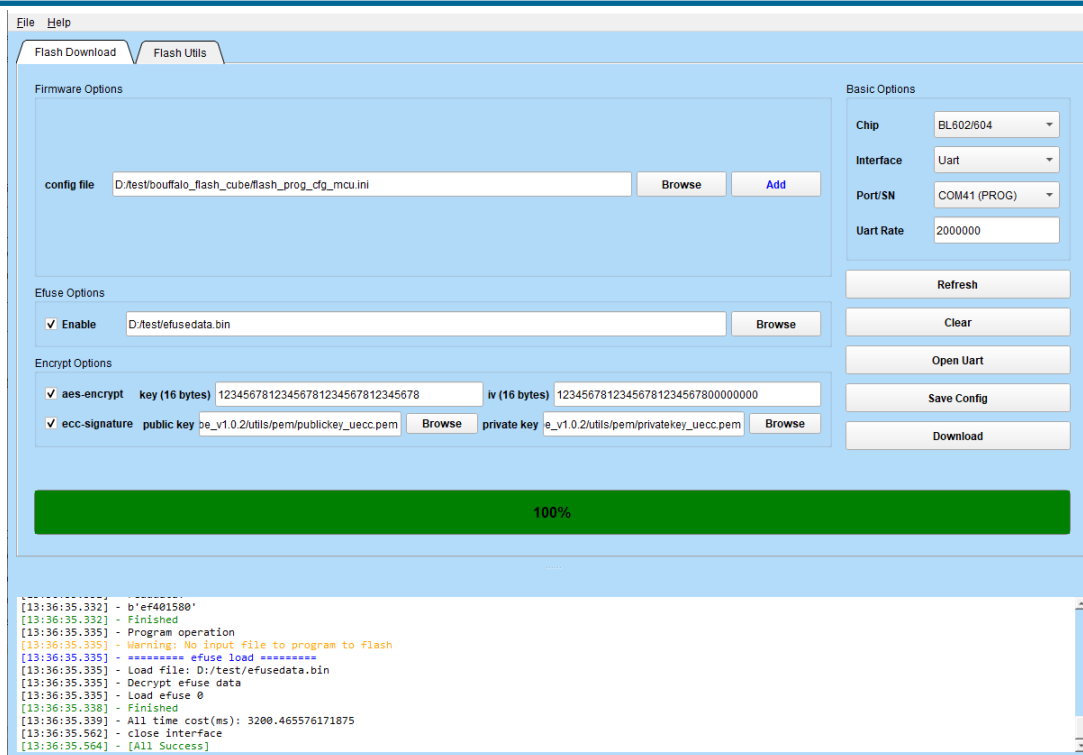 File Help
Flash Download Flash Utils
Firmware Options
config file D:/test/bouffalo_flash_cube/flash_prog_cfg_mcu.ini Browse Add
Basic Options
Chip BL602/604
Interface Uart
Port/SN COM41 (PROG)
Uart Rate 2000000
Efuse Options
Enable D:/test/efusedata.bin Browse
Encrypt Options
aes-encrypt key (16 bytes) 12345678123456781234567812345678 iv (16 bytes) 12345678123456781234567800000000
ecc-signature public key be_v1.0.2/utils/pem/publickey_uecc.pem Browse private key e_v1.0.2/utils/pem/privatekey_uecc.pem Browse
Refresh
Clear
Open Uart
Save Config
Download
100%
[13:36:35.332] - b'ef401580'
[13:36:35.332] - Finished
[13:36:35.335] - Program operation
[13:36:35.335] - Warning: No input file to program to flash
[13:36:35.335] - ========= efuse load =========
[13:36:35.335] - Load file: D:/test/efusedata.bin
[13:36:35.335] - Decrypt efuse data
[13:36:35.335] - Load efuse 0
[13:36:35.338] - Finished
[13:36:35.339] - All time cost(ms): 3200.465576171875
[13:36:35.562] - close interface
[13:36:35.564] - [All Success]